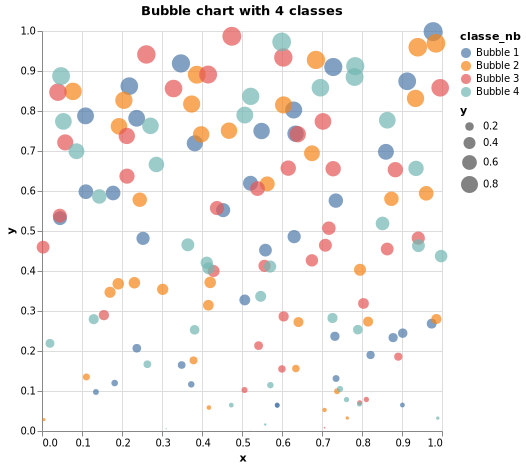 Bubble chart with 4 classes
1.0
0.9
0.8
0.7
0.6
0.5
0.4
0.3
0.2
0.1
0.0
y
0.0 0.1 0.2 0.3 0.4 0.5 0.6 0.7 0.8 0.9 1.0
x
classe_nb
Bubble 1
Bubble 2
Bubble 3
Bubble 4
y
0.2
0.4
0.6
0.8